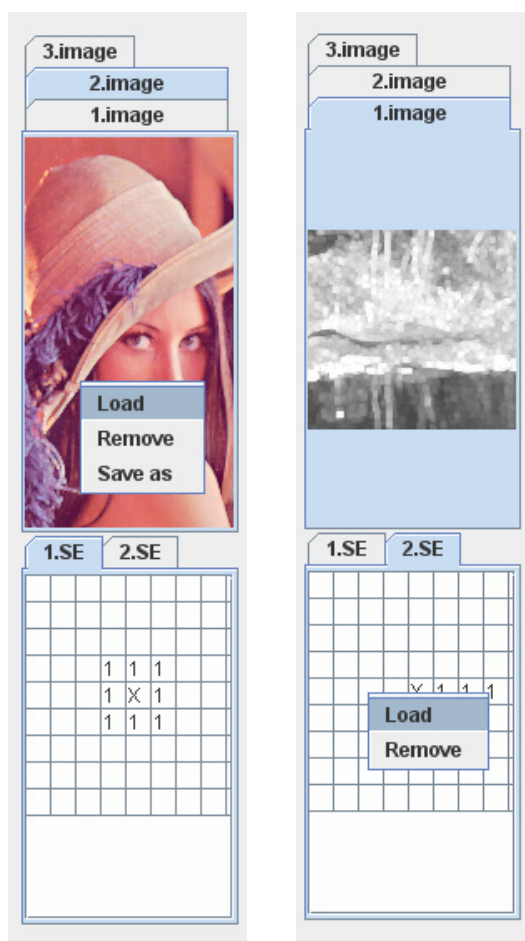 3.image
2.image
1.image
Load
Remove
Save as
1.SE 2.SE
1 1 1
1 X 1
1 1 1
3.image
2.image
1.image
1.SE 2.SE
X 1 1 1
Load
Remove